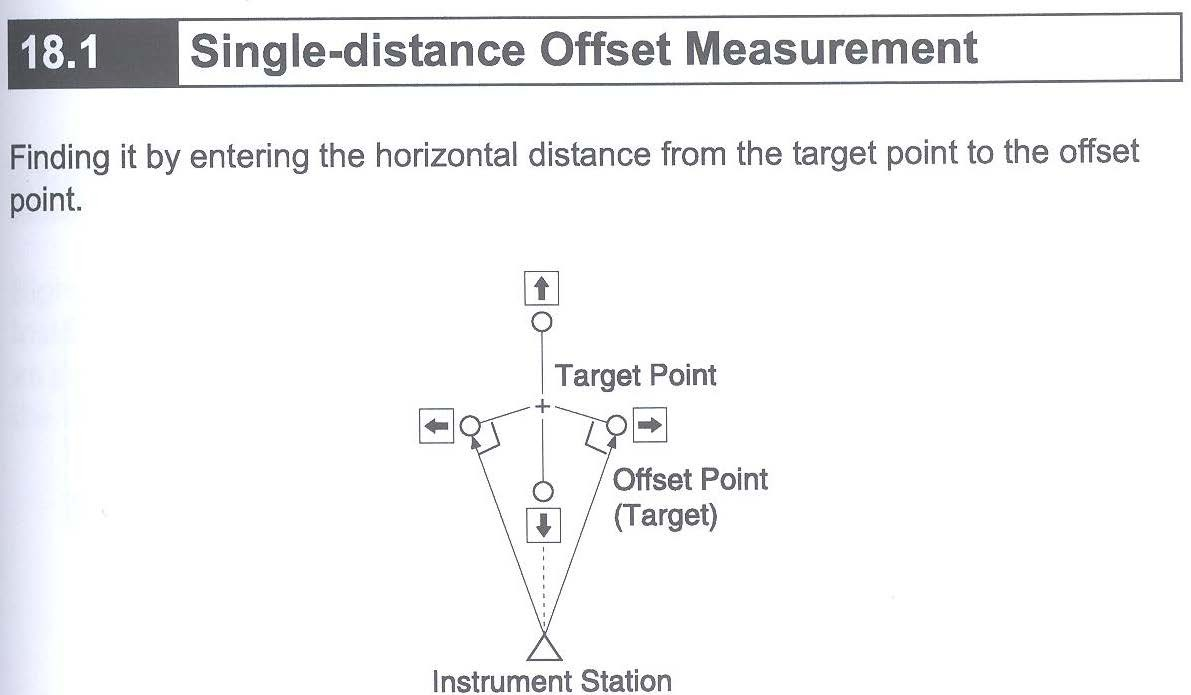 18.1 Single-distance Offset Measurement
Finding it by entering the horizontal distance from the target point to the offset
point.
Target Point
Offset Point
(Target)
Instrument Station